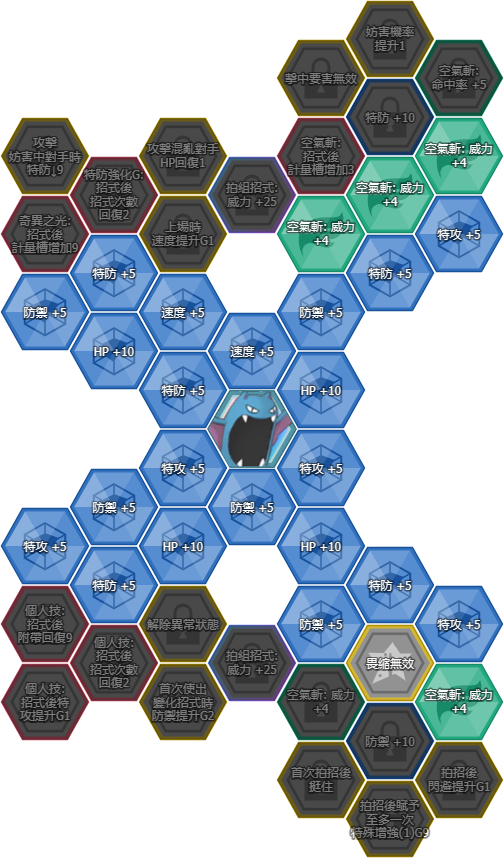 妨害機率
提升1
擊中要害無效
空氣斬:
命中率 +5
特防 +10
攻擊
妨害中對手時
特防↓9
攻擊混亂對手
HP回復1
空氣斬:
招式後
計量槽增加3
空氣斬: 威力
+4
特防強化G:
招式後
招式次數
回復2
拍組招式:
威力 +25
空氣斬: 威力
+4
奇異之光:
招式後
計量槽增加9
上場時
速度提升G1
空氣斬: 威力
+4
特攻 +5
特防 +5
特防 +5
防禦 +5
速度 +5
防禦 +5
HP +10
速度 +5
特防 +5
HP +10
特攻 +5
特攻 +5
防禦 +5
防禦 +5
特攻 +5
HP +10
HP +10
特防 +5
特防 +5
個人技:
招式後
附帶回復9
解除異常狀態
防禦 +5
特攻 +5
個人技:
招式後
招式次數
回復2
拍組招式:
威力 +25
畏縮無效
個人技:
招式後特
攻提升G1
首次使出
變化招式時
防禦提升G2
空氣斬: 威力
+4
空氣斬: 威力
+4
防禦 +10
首次拍招後
挺住
拍招後
閃避提升G1
拍招後賦予
至多一次
特殊增強(1)G9